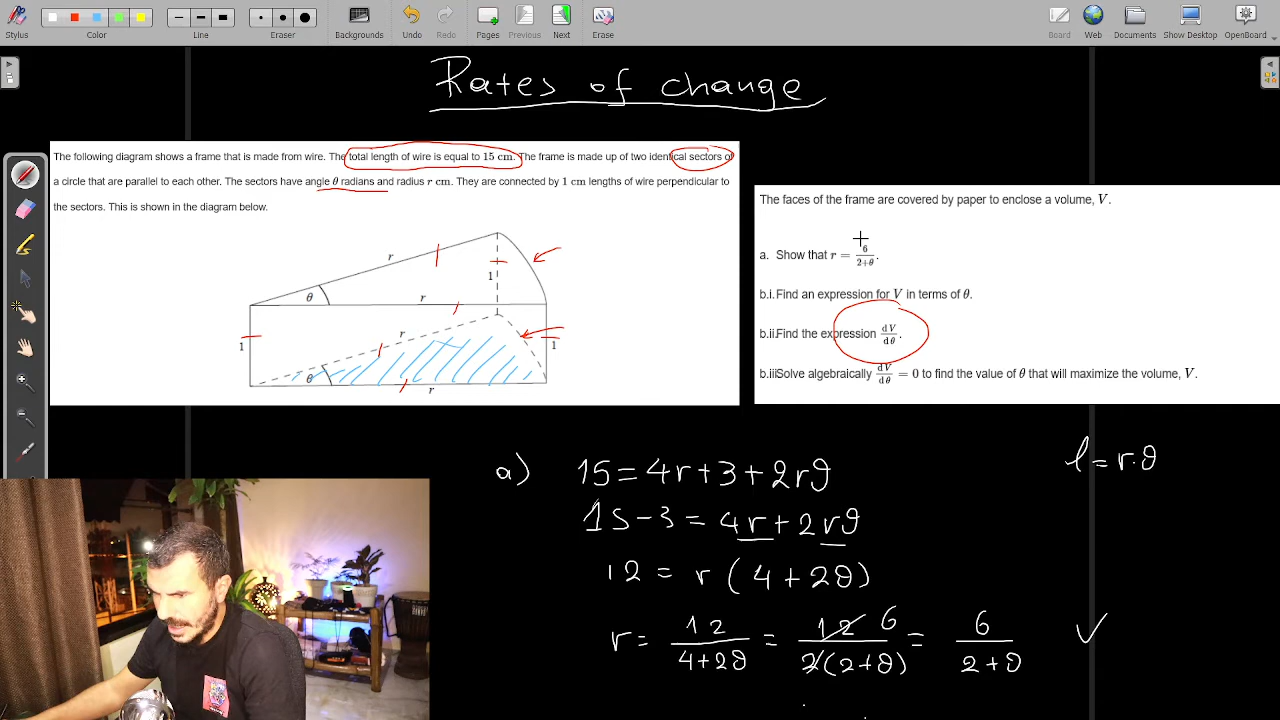 Stylus Color Line Eraser Backgrounds Undo Redo Pages Previous Next Erase Board Web Documents Show Desktop OpenBoard
Rates of change
The following diagram shows a frame that is made from wire. The total length of wire is equal to 15 cm. The frame is made up of two identical sectors of
a circle that are parallel to each other. The sectors have angle θ radians and radius r cm. They are connected by 1 cm lengths of wire perpendicular to
the sectors. This is shown in the diagram below.
r
1
θ
r
r
1
1
θ
r
The faces of the frame are covered by paper to enclose a volume, V.
a. Show that r = 6/(2+θ).
b.i. Find an expression for V in terms of θ.
b.ii. Find the expression dV/dθ.
b.iii Solve algebraically dV/dθ = 0 to find the value of θ that will maximize the volume, V.
l = r·θ
a) 15 = 4r + 3 + 2rθ
15 - 3 = 4r + 2rθ
12 = r (4 + 2θ)
r = 12/(4+2θ) = 12 6/2(2+θ) = 6/(2+θ) ✓